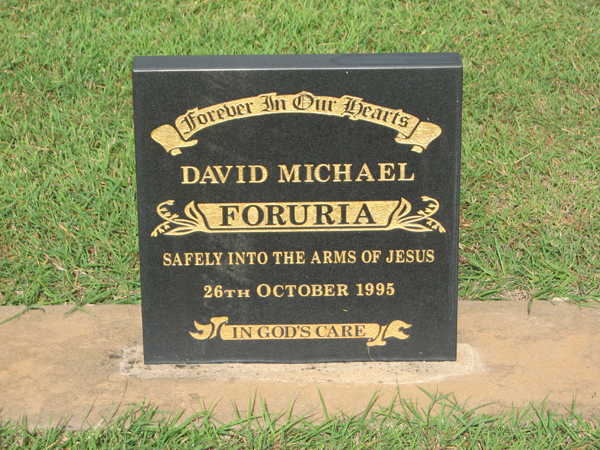 Forever In Our Hearts
DAVID MICHAEL
FORURIA
SAFELY INTO THE ARMS OF JESUS
26TH OCTOBER 1995
IN GOD'S CARE